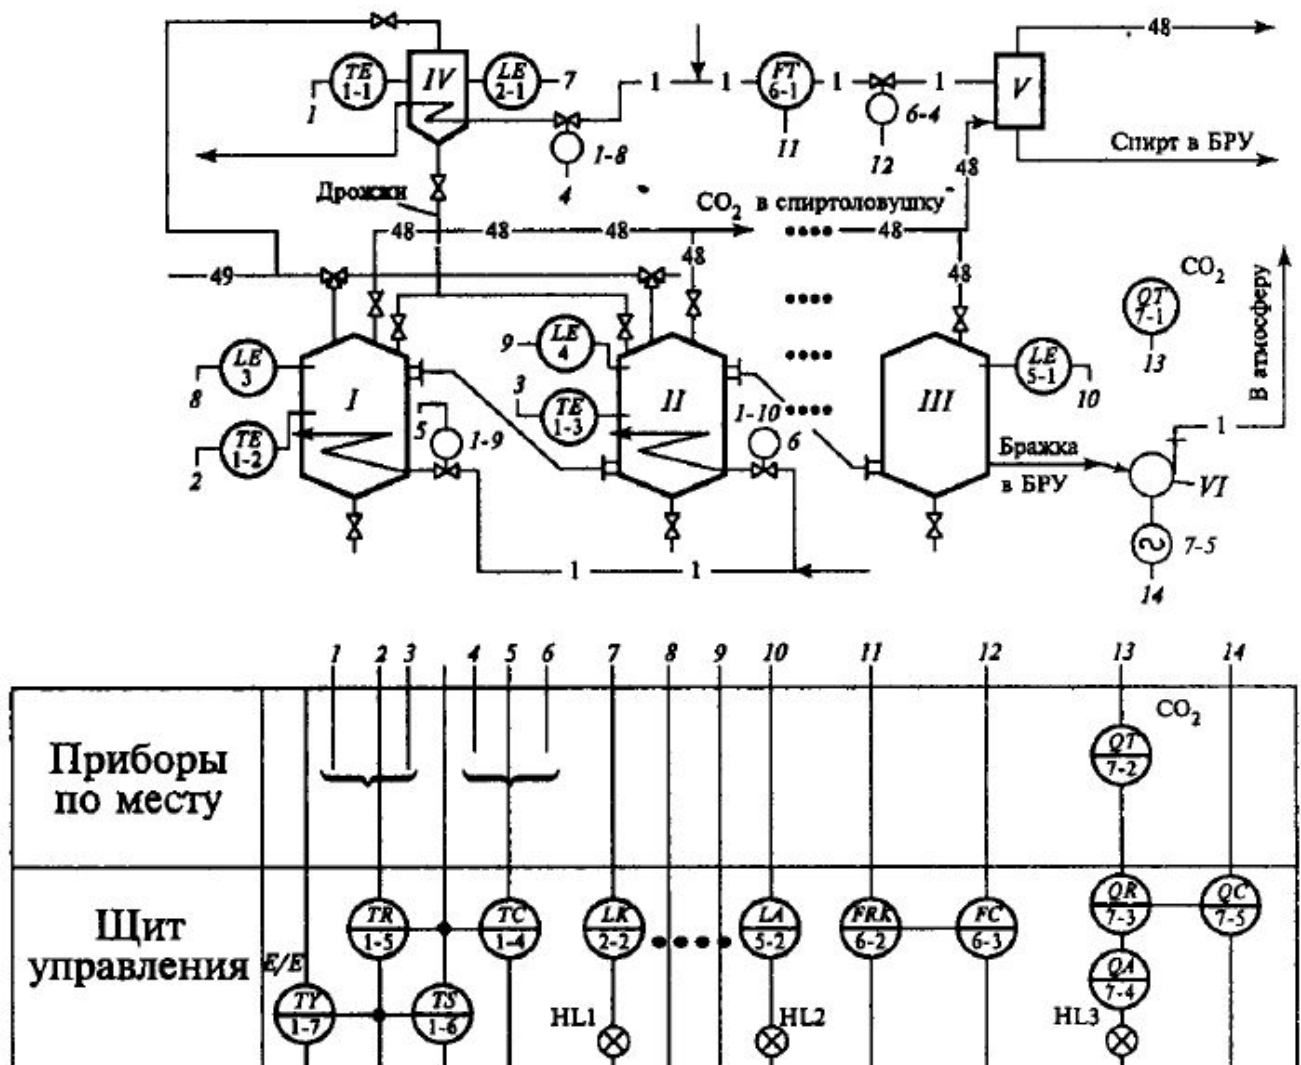 48
TE
1-1
IV
LE
2-1
7
1
1
1
FT
6-1
1
1
V
6-4
1
1-8
4
11
12
48
Спирт в БРУ
Дрожжи
CO₂ в спиртоловушку
48
48
48
48
48
48
49
CO₂
QT
7-1
13
В атмосферу
LE
3
8
I
9
LE
4
3
TE
1-3
II
1-10
6
III
LE
5-1
10
TE
1-2
2
5
1-9
Бражка
в БРУ
1
VI
7-5
14
1
1
1
2
3
4
5
6
7
8
9
10
11
12
13
14
Приборы
по месту
CO₂
QT
7-2
Щит
управления
E/E
TR
1-5
TC
1-4
LK
2-2
LA
5-2
FRK
6-2
FC
6-3
QR
7-3
QC
7-5
TY
1-7
TS
1-6
HL1
HL2
QA
7-4
HL3